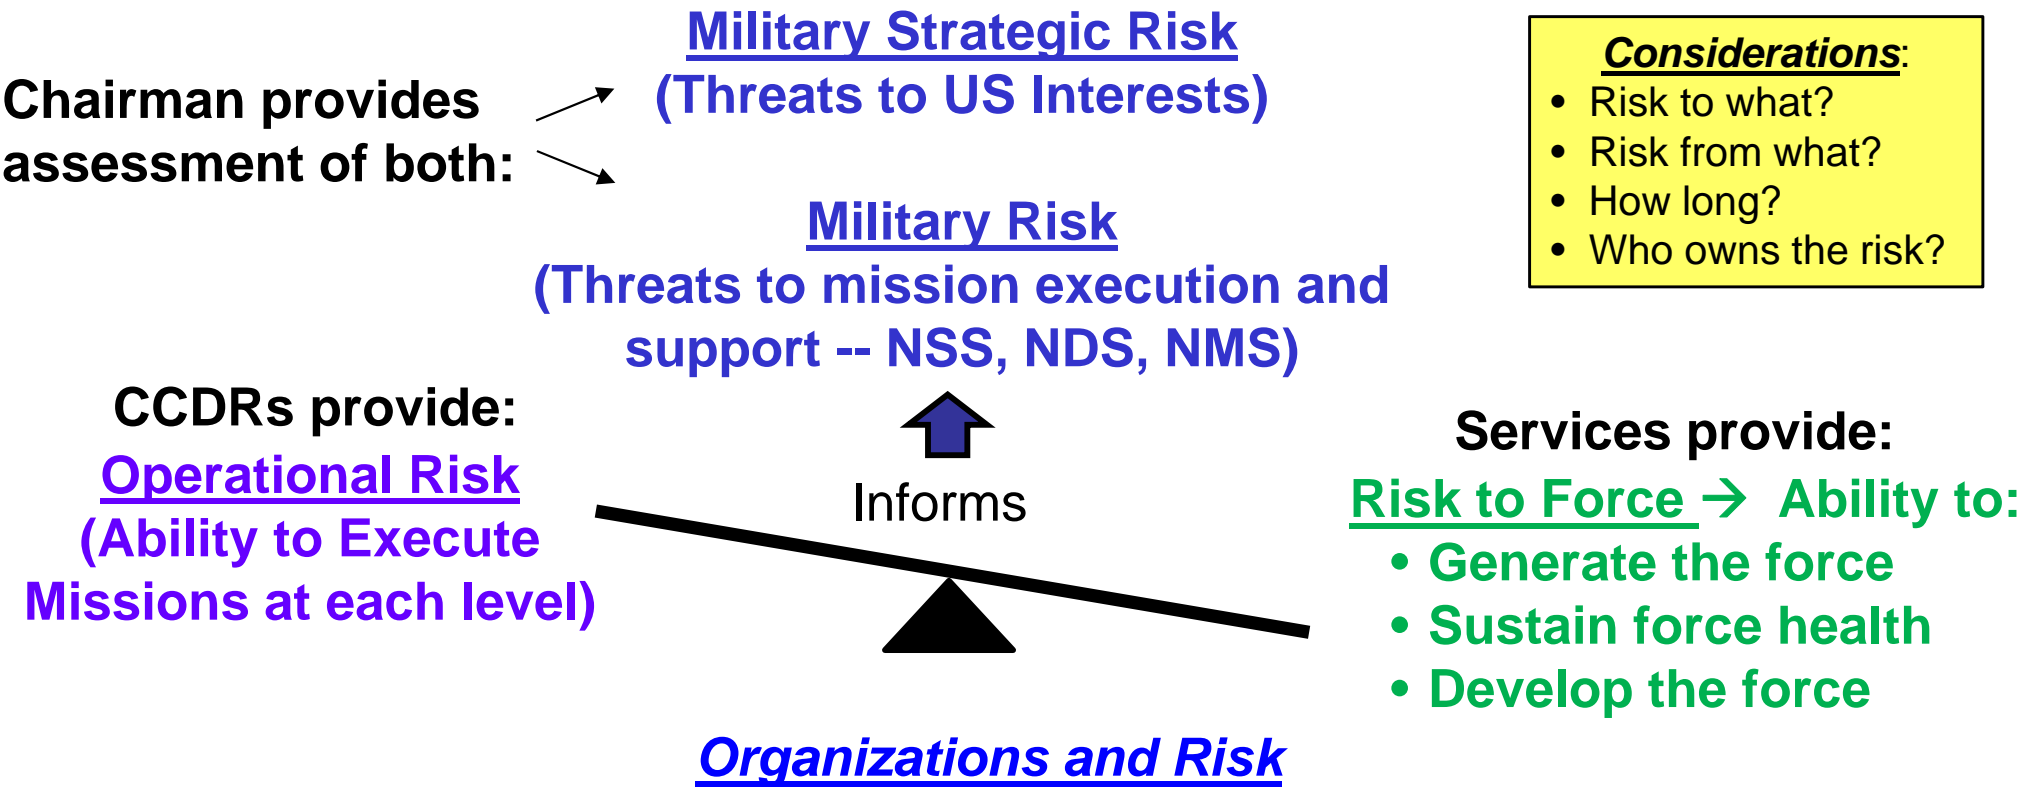 Military Strategic Risk
(Threats to US Interests)
Chairman provides
assessment of both:
Considerations:
• Risk to what?
• Risk from what?
• How long?
• Who owns the risk?
Military Risk
(Threats to mission execution and
support -- NSS, NDS, NMS)
CCDRs provide:
Operational Risk
(Ability to Execute
Missions at each level)
Informs
Services provide:
Risk to Force → Ability to:
• Generate the force
• Sustain force health
• Develop the force
Organizations and Risk